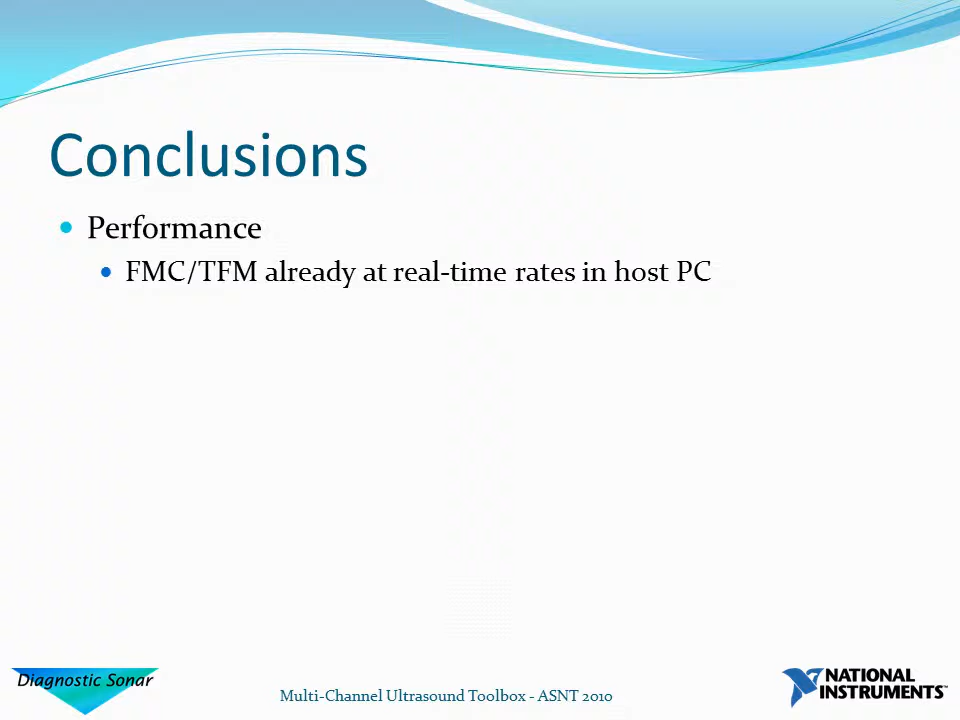 Conclusions
Performance
FMC/TFM already at real-time rates in host PC
Diagnostic Sonar
Multi-Channel Ultrasound Toolbox - ASNT 2010
NATIONAL
INSTRUMENTS™